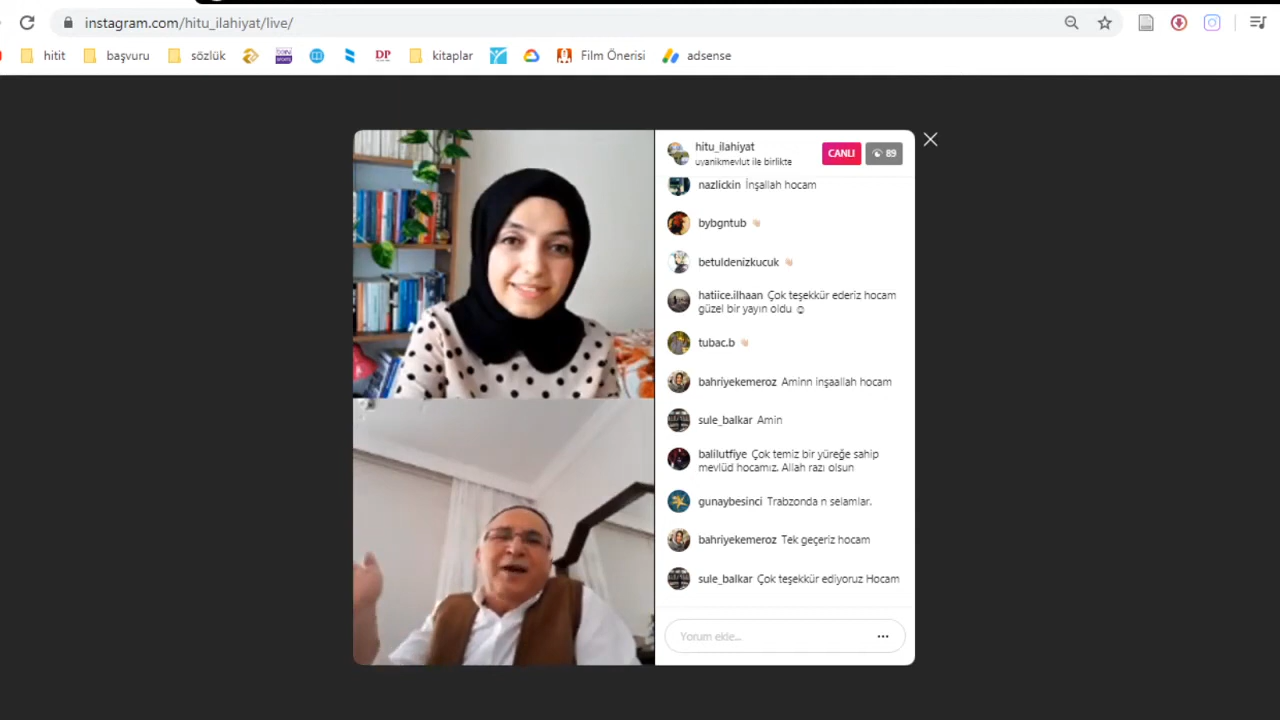 instagram.com/hitu_ilahiyat/live/
hitit başvuru sözlük beIN SPORTS DP kitaplar Film Önerisi adsense
hitu_ilahiyat
uyanikmevlut ile birlikte
CANLI 89
nazlickin İnşallah hocam
bybgntub
betuldenizkucuk
hatiice.ilhaan Çok teşekkür ederiz hocam
güzel bir yayın oldu ☺
tubac.b
bahriyekemeroz Aminn inşaallah hocam
sule_balkar Amin
balilutfiye Çok temiz bir yüreğe sahip
mevlüd hocamız. Allah razı olsun
gunaybesinci Trabzonda n selamlar.
bahriyekemeroz Tek geçeriz hocam
sule_balkar Çok teşekkür ediyoruz Hocam
Yorum ekle...